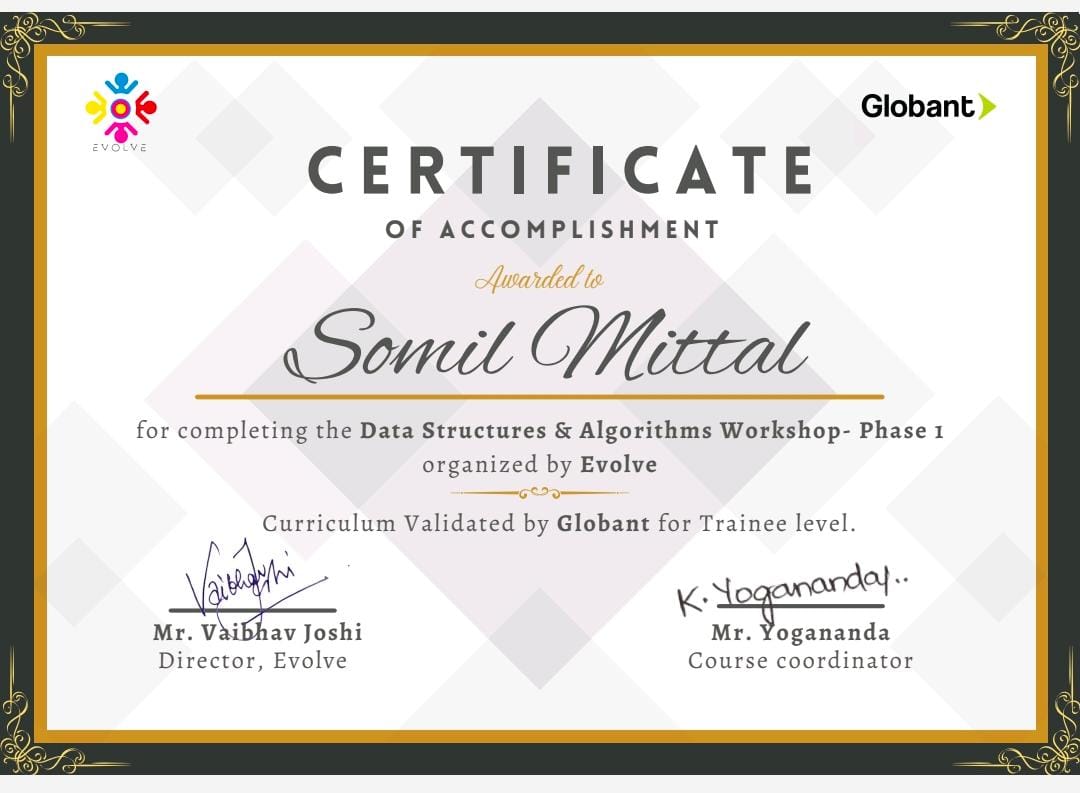 EVOLVE
Globant
CERTIFICATE
OF ACCOMPLISHMENT
Awarded to
Somil Mittal
for completing the Data Structures & Algorithms Workshop- Phase 1
organized by Evolve
Curriculum Validated by Globant for Trainee level.
Vaibhav Joshi
K. Yogananda
Mr. Vaibhav Joshi
Director, Evolve
Mr. Yogananda
Course coordinator